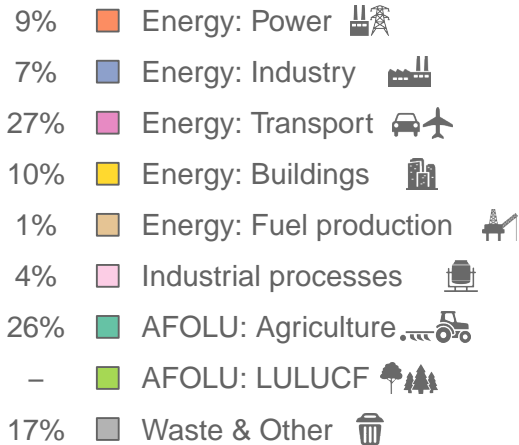 9% Energy: Power
7% Energy: Industry
27% Energy: Transport
10% Energy: Buildings
1% Energy: Fuel production
4% Industrial processes
26% AFOLU: Agriculture
– AFOLU: LULUCF
17% Waste & Other